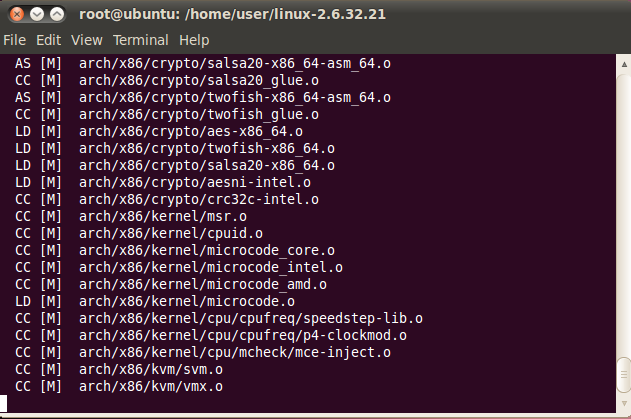 root@ubuntu: /home/user/linux-2.6.32.21
File Edit View Terminal Help
AS [M] arch/x86/crypto/salsa20-x86_64-asm_64.o
CC [M] arch/x86/crypto/salsa20_glue.o
AS [M] arch/x86/crypto/twofish-x86_64-asm_64.o
CC [M] arch/x86/crypto/twofish_glue.o
LD [M] arch/x86/crypto/aes-x86_64.o
LD [M] arch/x86/crypto/twofish-x86_64.o
LD [M] arch/x86/crypto/salsa20-x86_64.o
LD [M] arch/x86/crypto/aesni-intel.o
CC [M] arch/x86/crypto/crc32c-intel.o
CC [M] arch/x86/kernel/msr.o
CC [M] arch/x86/kernel/cpuid.o
CC [M] arch/x86/kernel/microcode_core.o
CC [M] arch/x86/kernel/microcode_intel.o
CC [M] arch/x86/kernel/microcode_amd.o
LD [M] arch/x86/kernel/microcode.o
CC [M] arch/x86/kernel/cpu/cpufreq/speedstep-lib.o
CC [M] arch/x86/kernel/cpu/cpufreq/p4-clockmod.o
CC [M] arch/x86/kernel/cpu/mcheck/mce-inject.o
CC [M] arch/x86/kvm/svm.o
CC [M] arch/x86/kvm/vmx.o